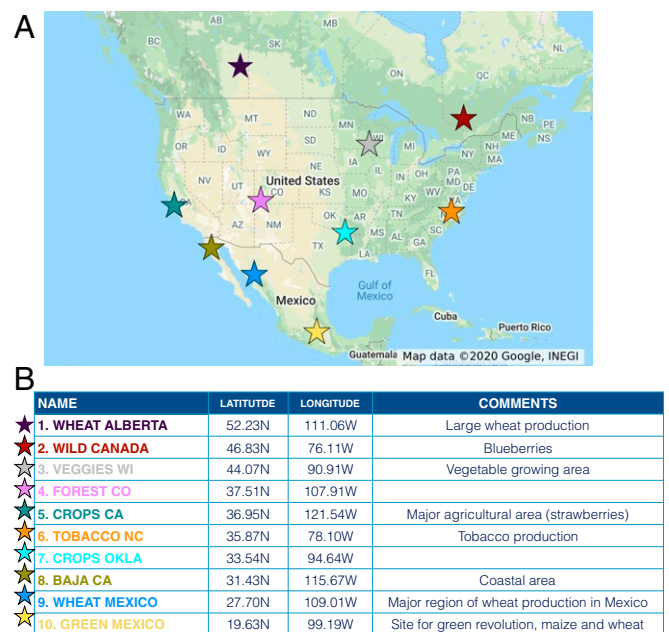 A
AB
BC
SK
MB
NL
ON
QC
WA
MT
ND
MN
WI
NB
PE
NS
ME
OR
ID
WY
SD
NH
MA
NY
NE
IA
IL
IN
OH
PA
MD
DE
NV
UT
CO
United States
KS
MO
KY
WV
VA
AZ
NM
OK
AR
TN
MS
AL
SC
GA
TX
LA
FL
Gulf of
Mexico
Mexico
Cuba
Puerto Rico
Guatemala
Map data ©2020 Google, INEGI
B
NAME LATITUTDE LONGITUDE COMMENTS
1. WHEAT ALBERTA 52.23N 111.06W Large wheat production
2. WILD CANADA 46.83N 76.11W Blueberries
3. VEGGIES WI 44.07N 90.91W Vegetable growing area
4. FOREST CO 37.51N 107.91W
5. CROPS CA 36.95N 121.54W Major agricultural area (strawberries)
6. TOBACCO NC 35.87N 78.10W Tobacco production
7. CROPS OKLA 33.54N 94.64W
8. BAJA CA 31.43N 115.67W Coastal area
9. WHEAT MEXICO 27.70N 109.01W Major region of wheat production in Mexico
10. GREEN MEXICO 19.63N 99.19W Site for green revolution, maize and wheat